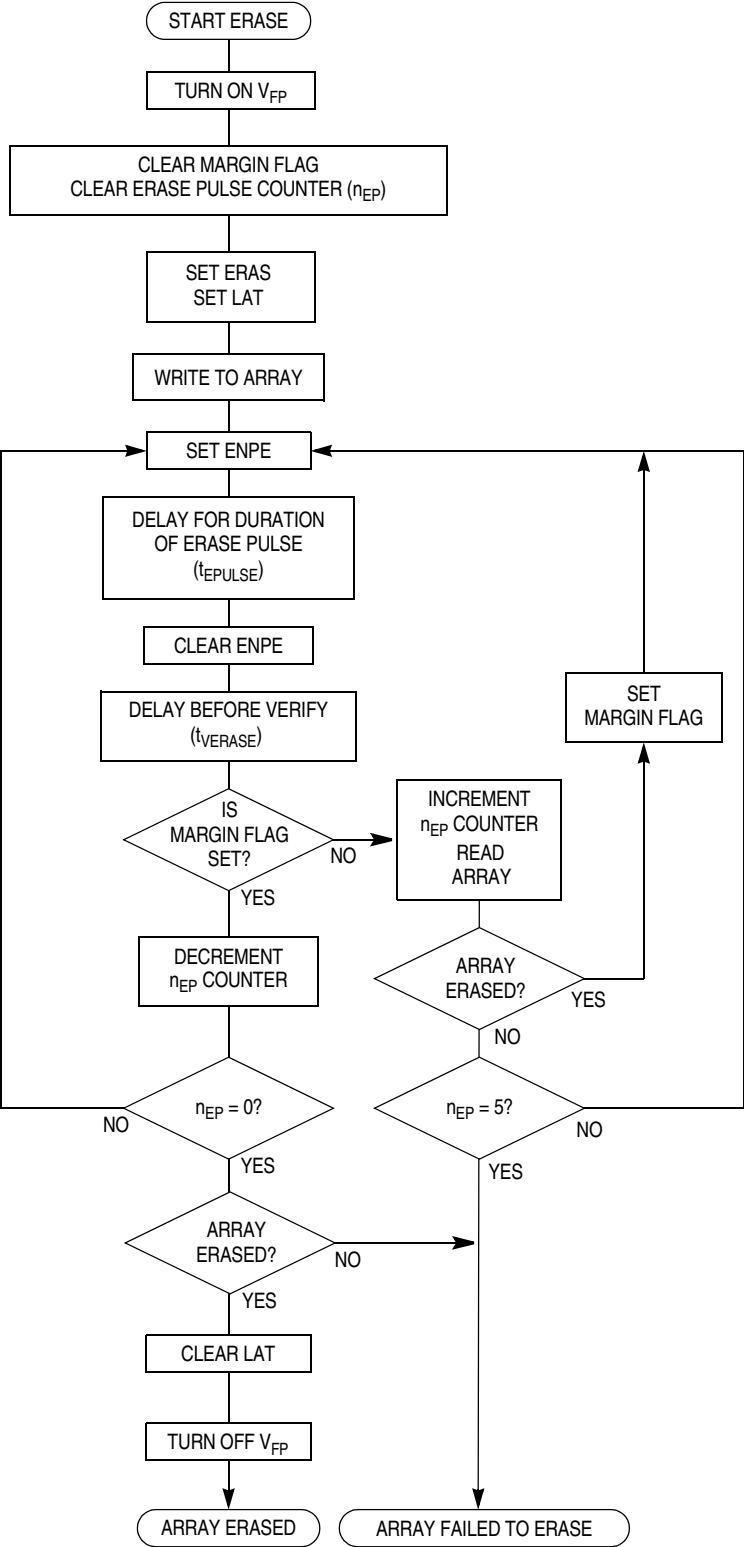 START ERASE
TURN ON VFP
CLEAR MARGIN FLAG
CLEAR ERASE PULSE COUNTER (nEP)
SET ERAS
SET LAT
WRITE TO ARRAY
SET ENPE
DELAY FOR DURATION
OF ERASE PULSE
(tEPULSE)
CLEAR ENPE
DELAY BEFORE VERIFY
(tVERASE)
SET
MARGIN FLAG
IS
MARGIN FLAG
SET?
NO
YES
INCREMENT
nEP COUNTER
READ
ARRAY
DECREMENT
nEP COUNTER
ARRAY
ERASED?
YES
NO
nEP = 0?
NO
YES
nEP = 5?
NO
YES
ARRAY
ERASED?
NO
YES
CLEAR LAT
TURN OFF VFP
ARRAY ERASED
ARRAY FAILED TO ERASE